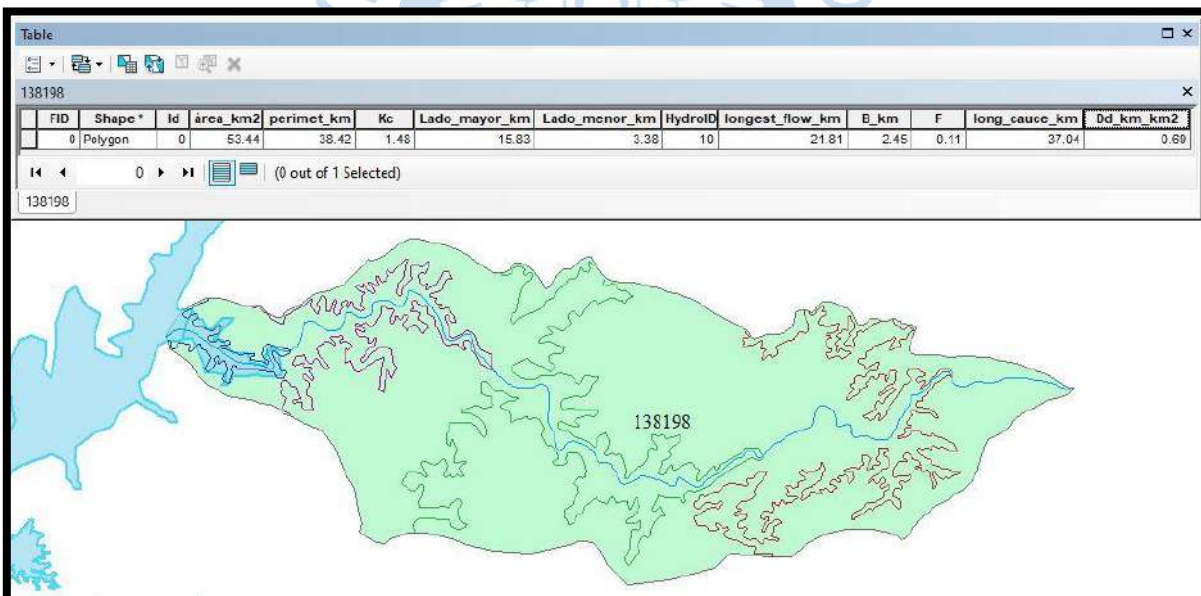 Table
138198
FID Shape * Id área_km2 perimet_km Kc Lado_mayor_km Lado_menor_km HydroID longest_flow_km B_km F long_cauce_km Dd_km_km2
0 Polygon 0 53.44 38.42 1.48 15.83 3.38 10 21.81 2.45 0.11 37.04 0.69
0 (0 out of 1 Selected)
138198
138198